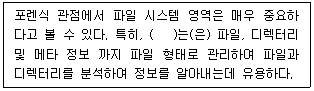 포렌식 관점에서 파일 시스템 영역은 매우 중요하
다고 볼 수 있다. 특히, (    )는(은) 파일, 디렉터리
및 메타 정보 까지 파일 형태로 관리하여 파일과
디렉터리를 분석하여 정보를 알아내는데 유용하다.